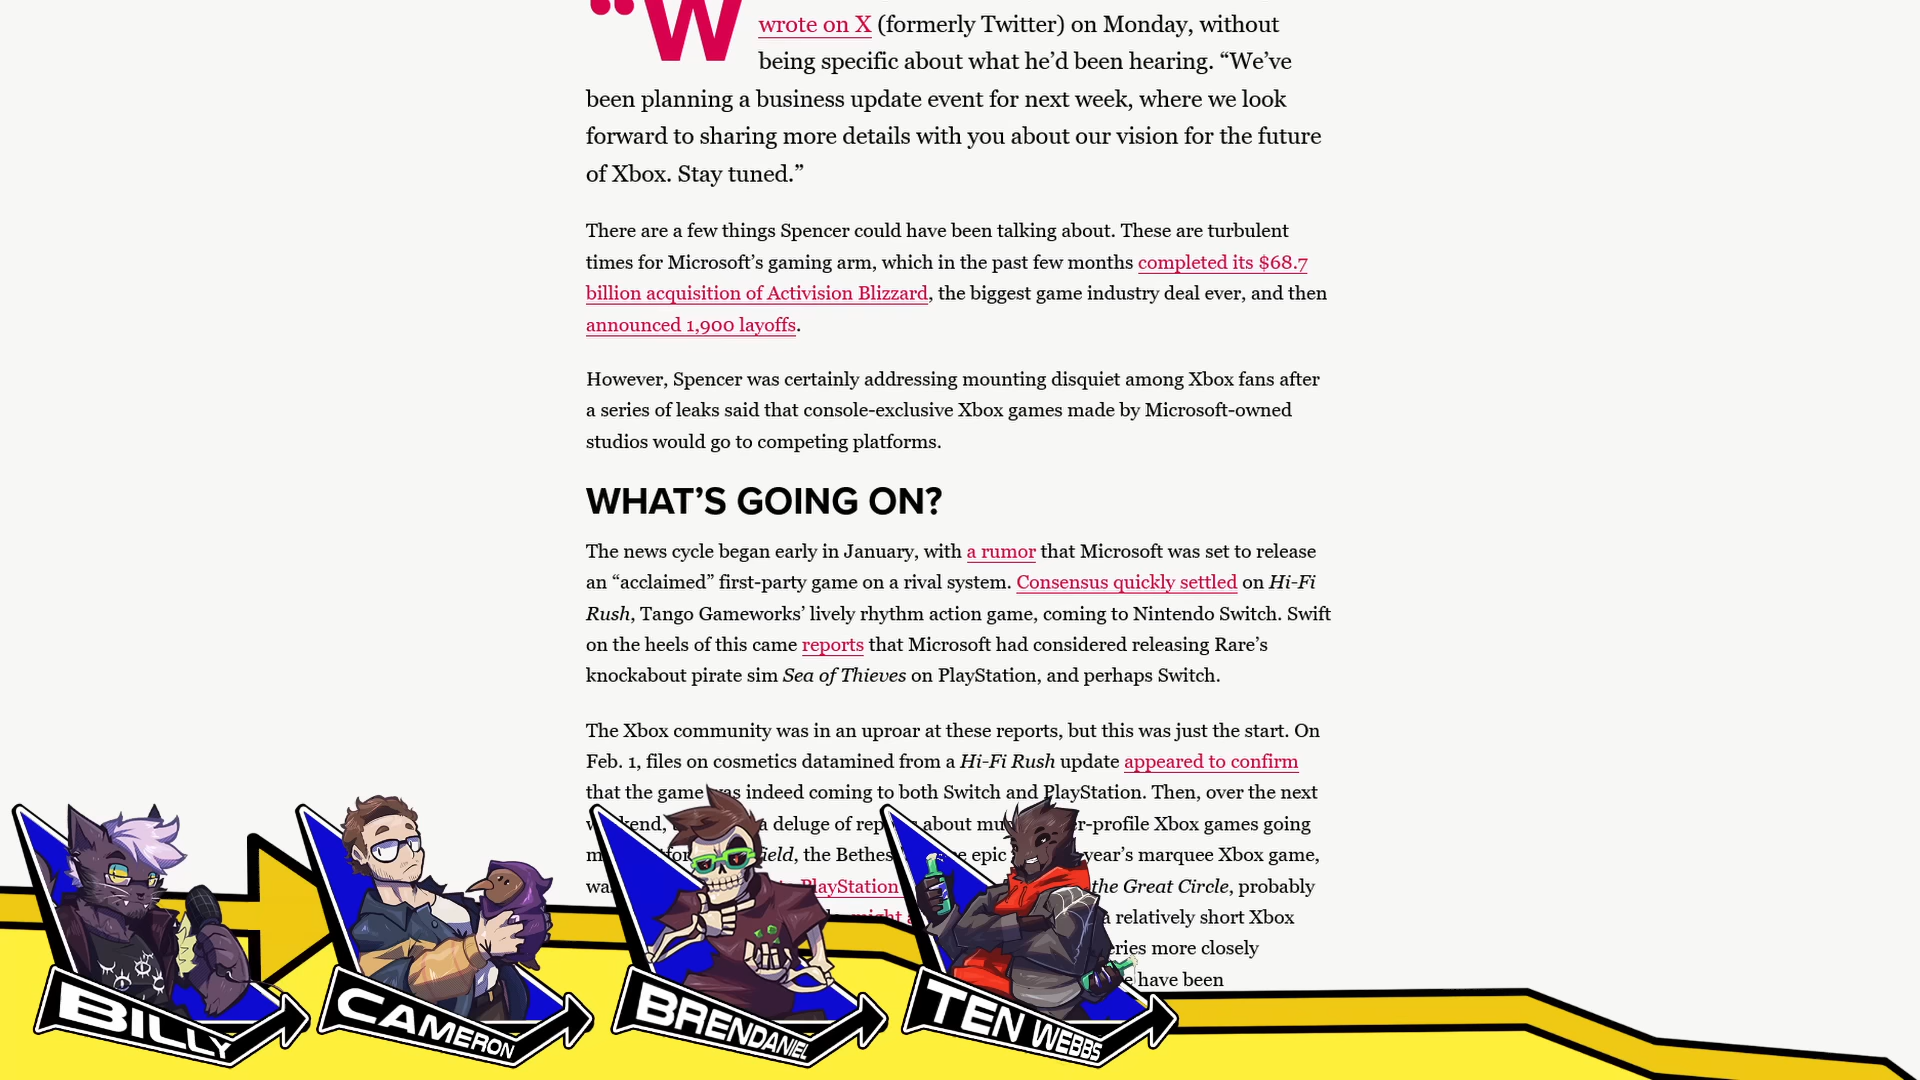 “W
wrote on X (formerly Twitter) on Monday, without
being specific about what he’d been hearing. “We’ve
been planning a business update event for next week, where we look
forward to sharing more details with you about our vision for the future
of Xbox. Stay tuned.”
There are a few things Spencer could have been talking about. These are turbulent
times for Microsoft’s gaming arm, which in the past few months completed its $68.7
billion acquisition of Activision Blizzard, the biggest game industry deal ever, and then
announced 1,900 layoffs.
However, Spencer was certainly addressing mounting disquiet among Xbox fans after
a series of leaks said that console-exclusive Xbox games made by Microsoft-owned
studios would go to competing platforms.
WHAT’S GOING ON?
The news cycle began early in January, with a rumor that Microsoft was set to release
an “acclaimed” first-party game on a rival system. Consensus quickly settled on Hi-Fi
Rush, Tango Gameworks’ lively rhythm action game, coming to Nintendo Switch. Swift
on the heels of this came reports that Microsoft had considered releasing Rare’s
knockabout pirate sim Sea of Thieves on PlayStation, and perhaps Switch.
The Xbox community was in an uproar at these reports, but this was just the start. On
Feb. 1, files on cosmetics datamined from a Hi-Fi Rush update appeared to confirm
that the game was indeed coming to both Switch and PlayStation. Then, over the next
a deluge of about Xbox games going
the epic year’s marquee Xbox game,
PlayStation the Great Circle, probably
might a relatively short Xbox
more closely
have been
BILLY
CAMERON
BRENDANIEL
TEN WEBBS